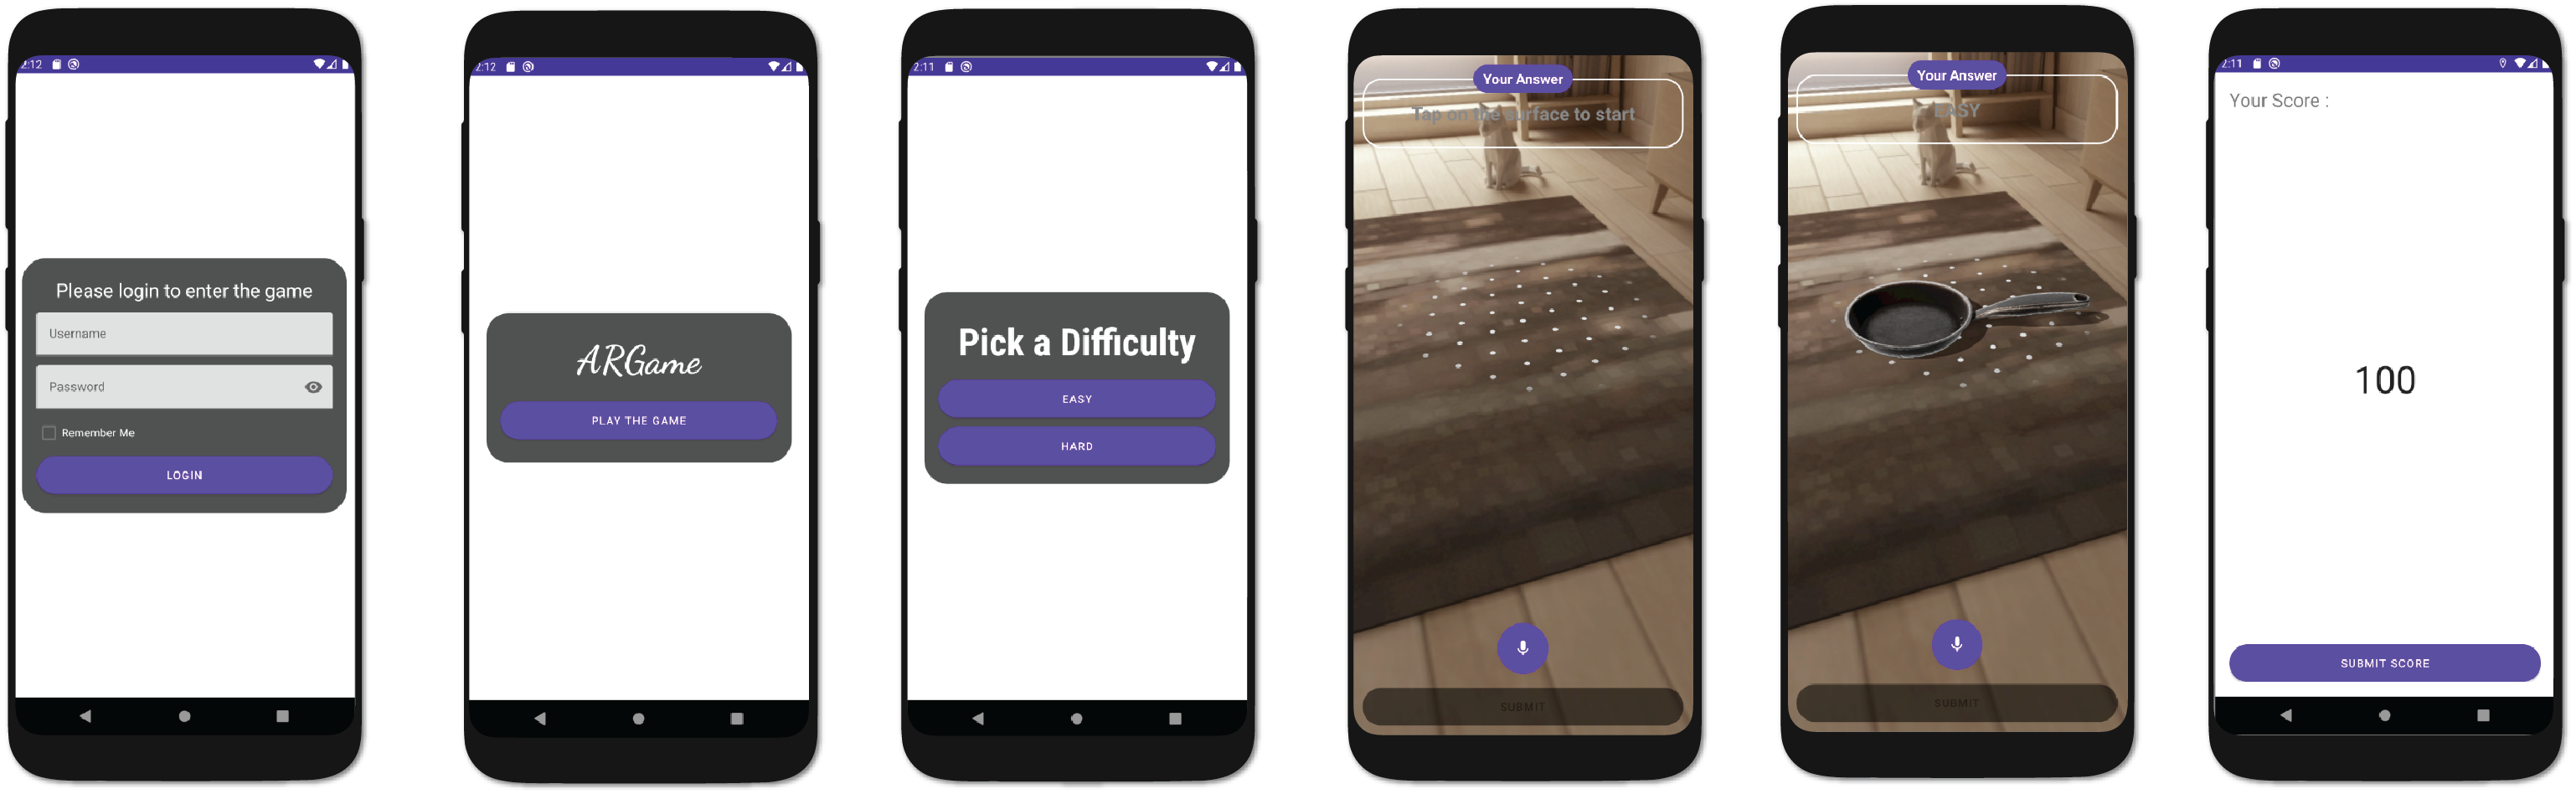 2:12
Please login to enter the game
Username
Password
Remember Me
LOGIN
2:12
ARGame
PLAY THE GAME
2:11
Pick a Difficulty
EASY
HARD
Your Answer
Tap on the surface to start
SUBMIT
Your Answer
EASY
SUBMIT
2:11
Your Score :
100
SUBMIT SCORE